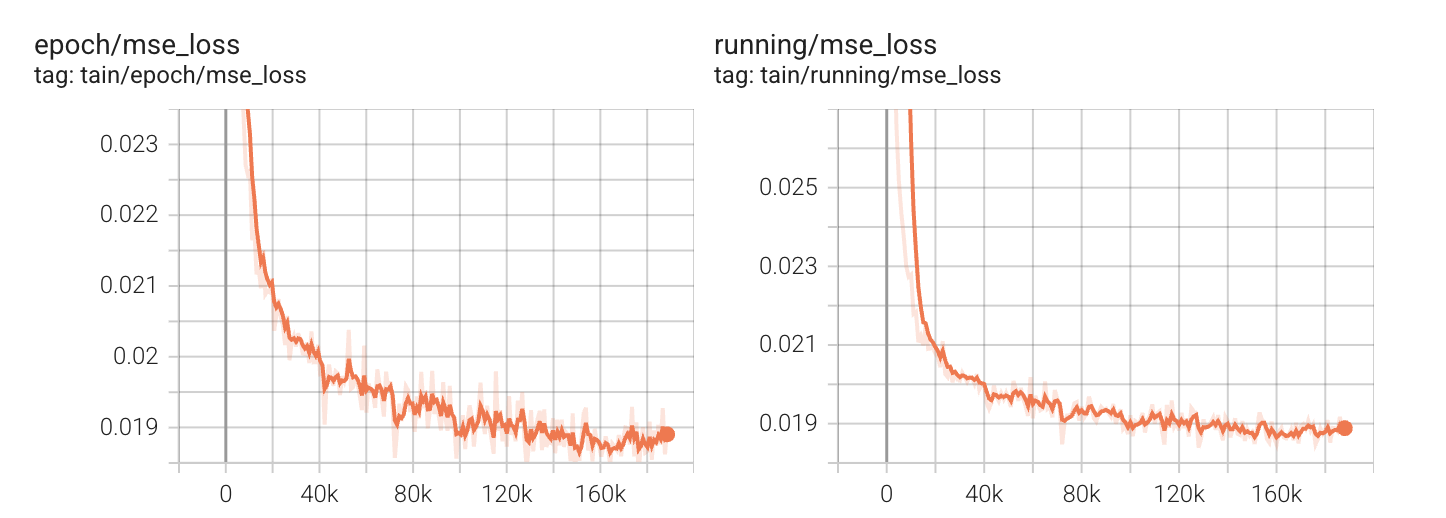 epoch/mse_loss
tag: tain/epoch/mse_loss
0.023
0.022
0.021
0.02
0.019
0 40k 80k 120k 160k
running/mse_loss
tag: tain/running/mse_loss
0.025
0.023
0.021
0.019
0 40k 80k 120k 160k